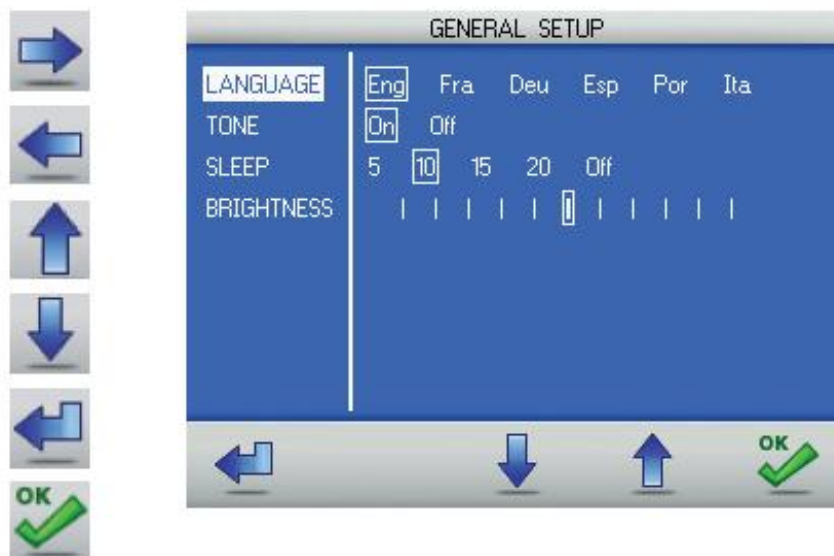 GENERAL SETUP
LANGUAGE Eng Fra Deu Esp Por Ita
TONE On Off
SLEEP 5 10 15 20 Off
BRIGHTNESS
OK
OK